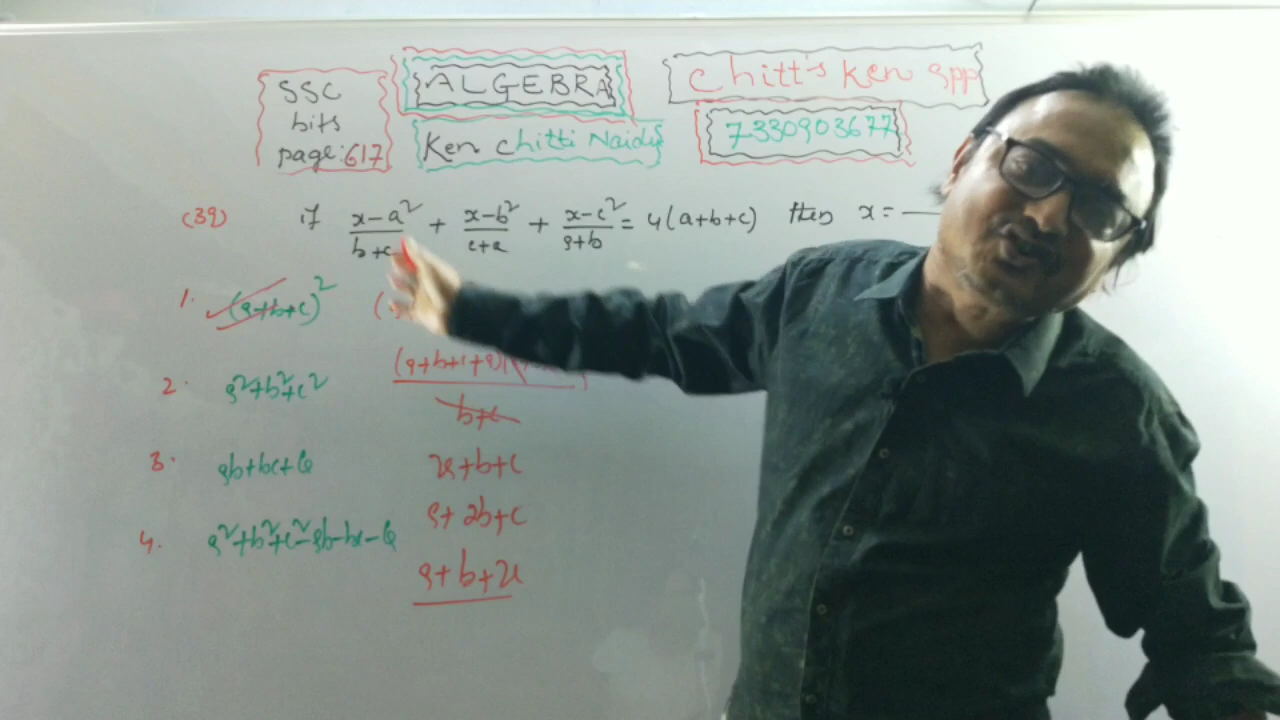 SSC
bits
page:617
ALGEBRA
Ken chitti Naidu
Chitt's Ken app
7330903677
(39) if (x-a²)/(b+c) + (x-b²)/(c+a) + (x-c²)/(a+b) = 4(a+b+c) then x = —
1. (a+b+c)²
(a+b+c+a)
b+c
2. a²+b²+c²
3. ab+bc+ca
2a+b+c
a+2b+c
4. a²+b²+c²-ab-bc-ca
a+b+2c